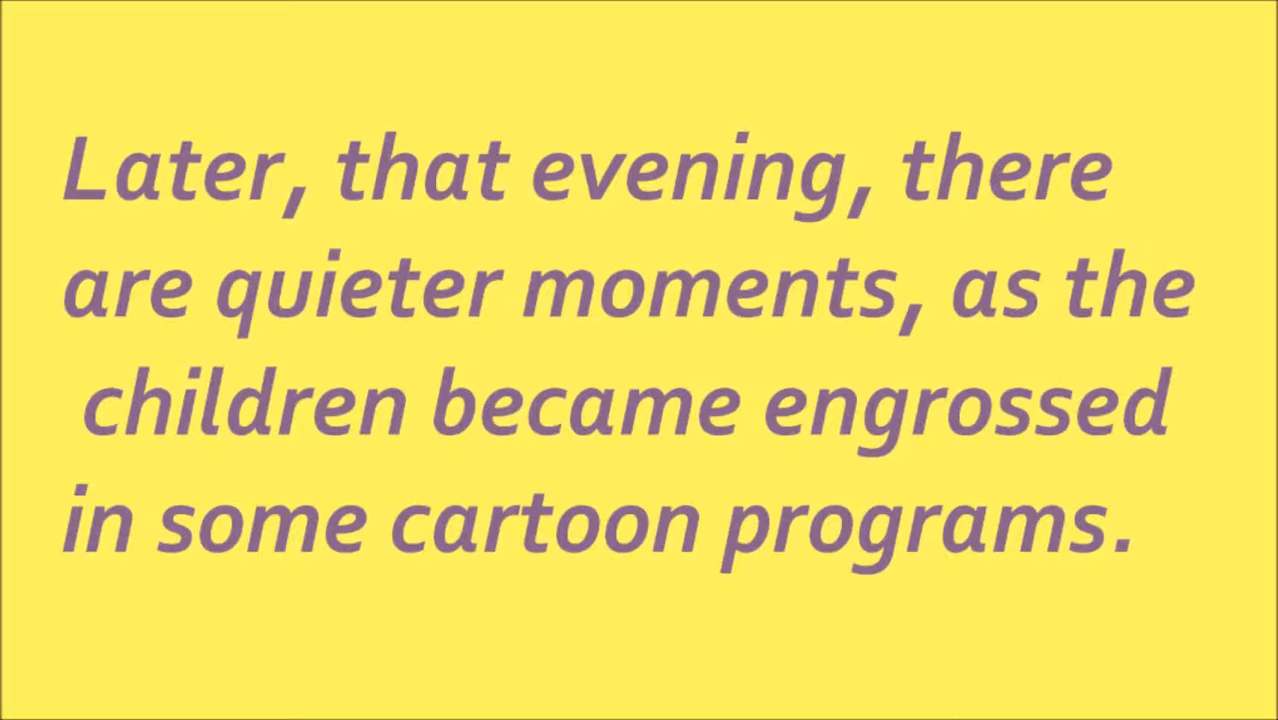 Later, that evening, there
are quieter moments, as the
children became engrossed
in some cartoon programs.